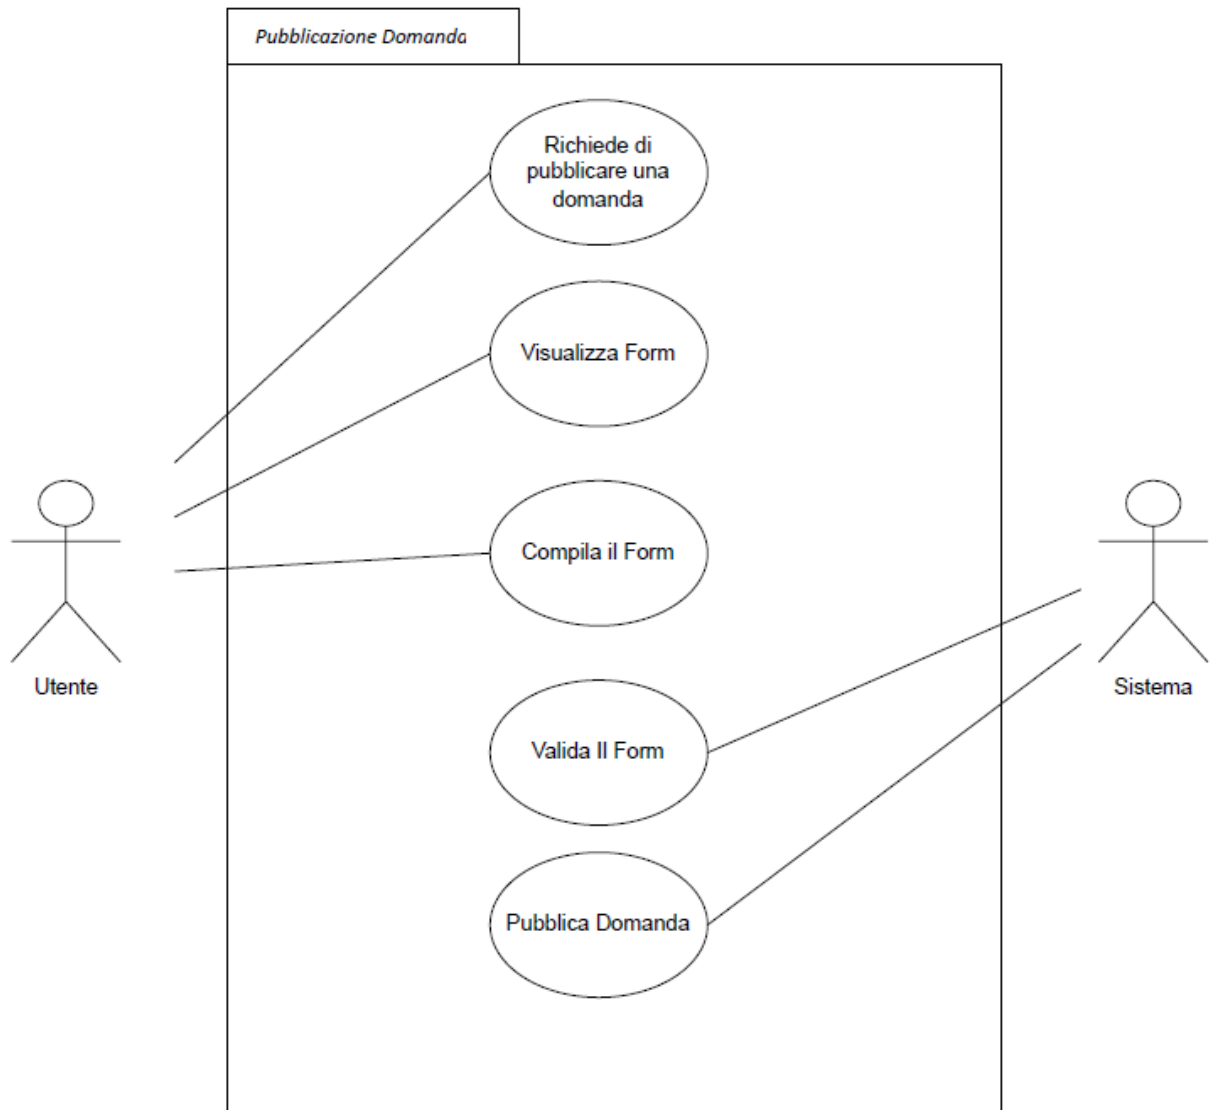 Pubblicazione Domanda
Richiede di
pubblicare una
domanda
Visualizza Form
Compila il Form
Utente
Sistema
Valida Il Form
Pubblica Domanda